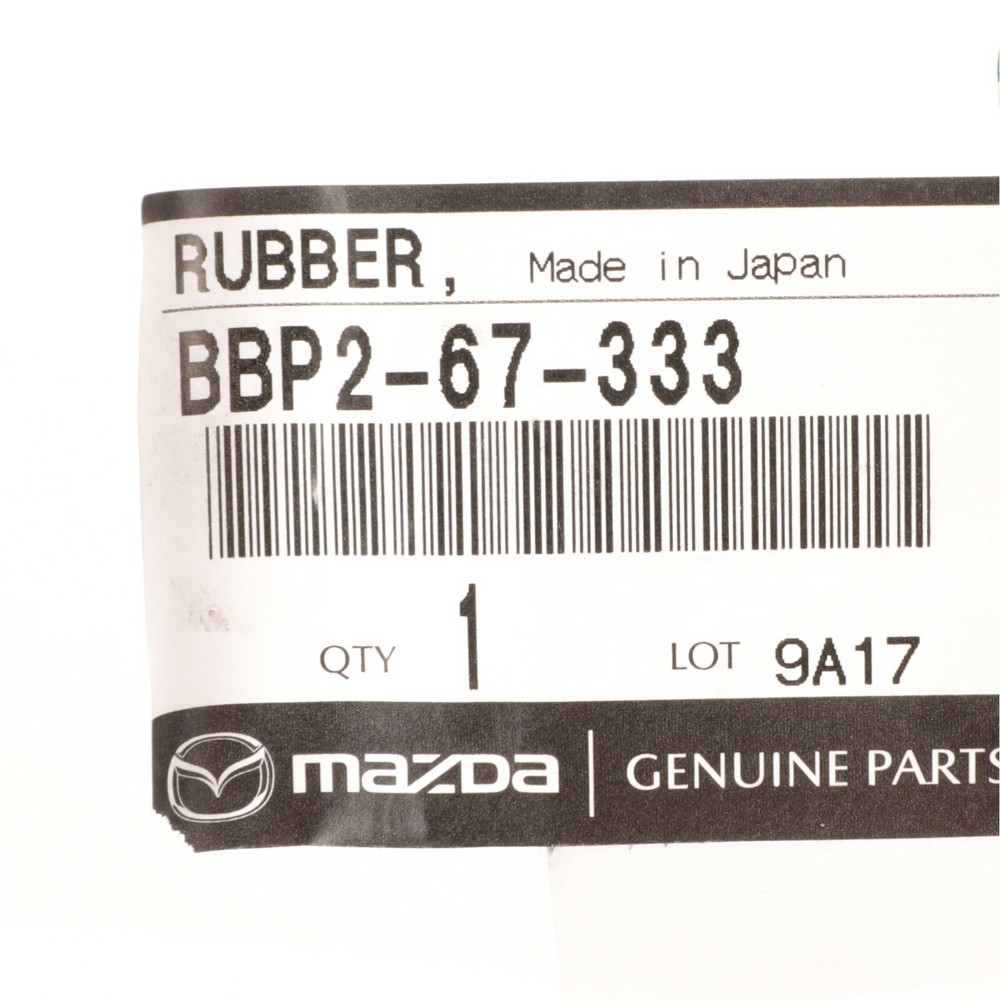 RUBBER, Made in Japan
BBP2-67-333
QTY 1 LOT 9A17
mazda | GENUINE PARTS